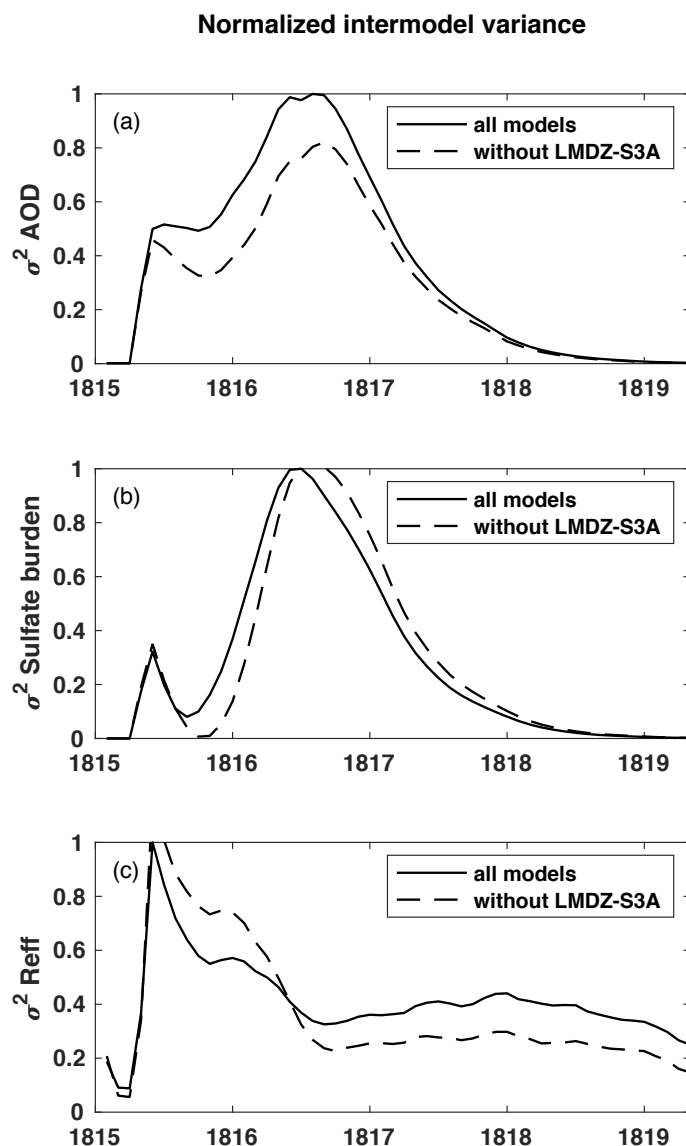 Normalized intermodel variance
(a)
all models
without LMDZ-S3A
σ² AOD
1
0.8
0.6
0.4
0.2
0
1815 1816 1817 1818 1819
(b)
all models
without LMDZ-S3A
σ² Sulfate burden
1
0.8
0.6
0.4
0.2
0
1815 1816 1817 1818 1819
(c)
all models
without LMDZ-S3A
σ² Reff
1
0.8
0.6
0.4
0.2
0
1815 1816 1817 1818 1819